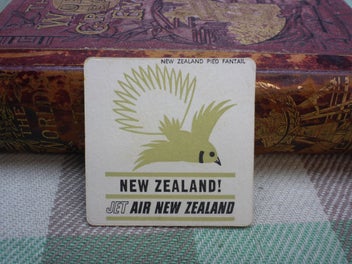 NEW ZEALAND PIED FANTAIL
NEW ZEALAND!
JET AIR NEW ZEALAND